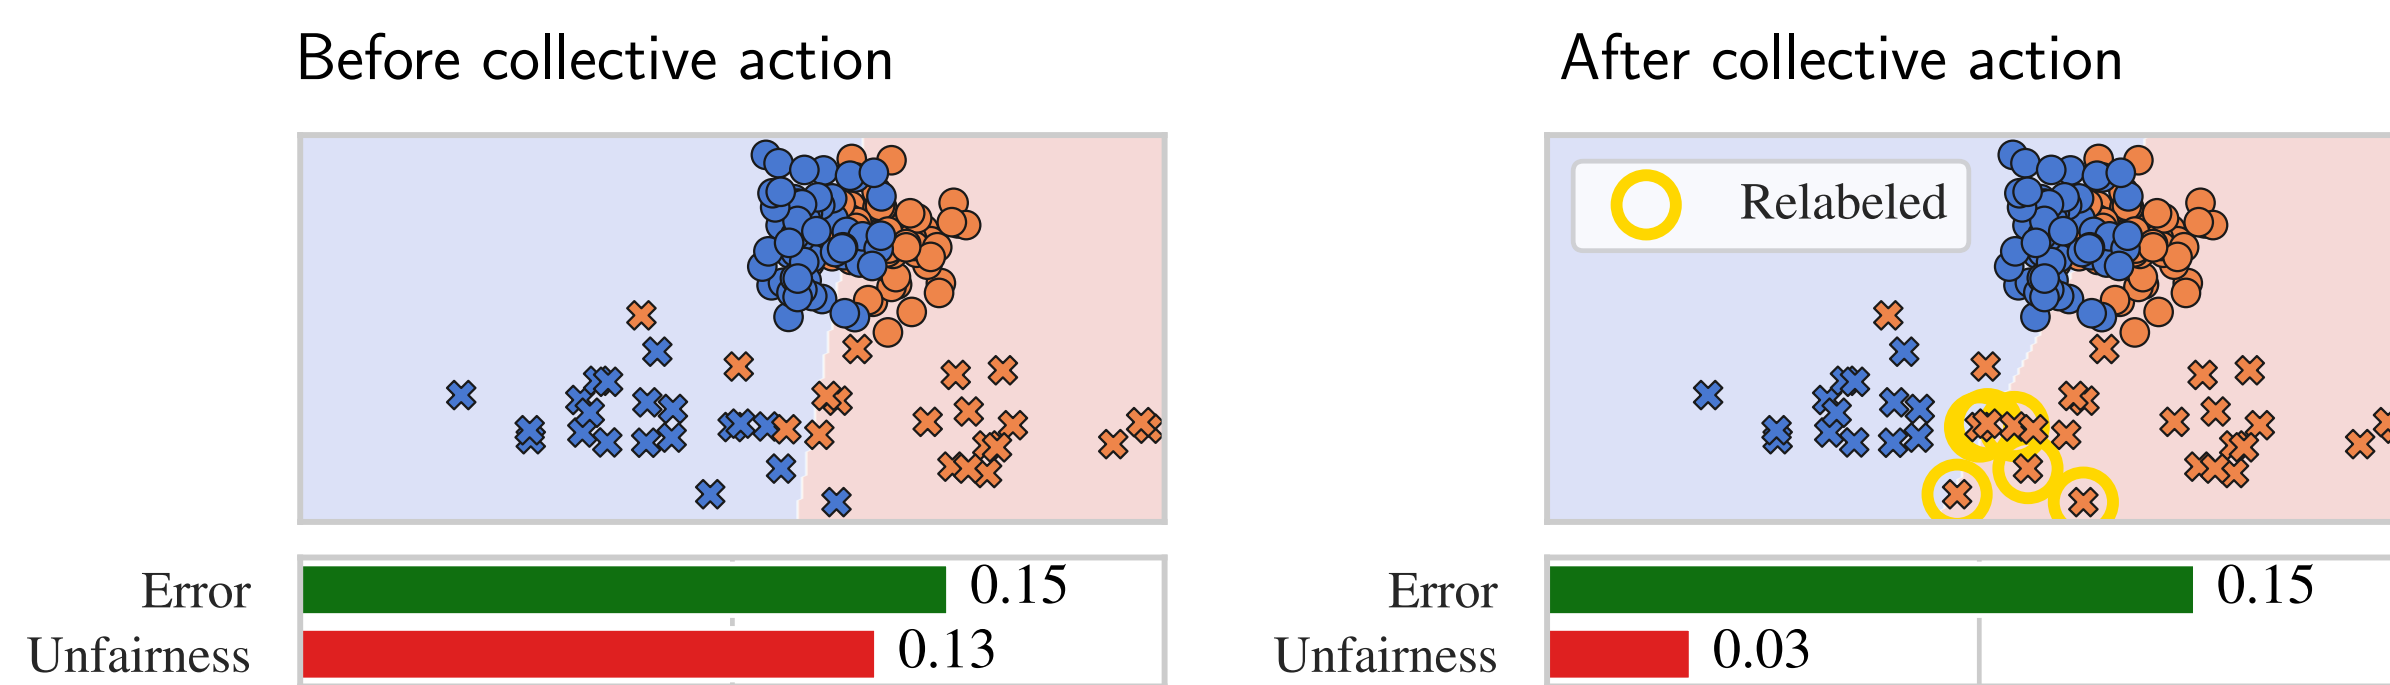 Before collective action
Error 0.15
Unfairness 0.13
After collective action
Relabeled
Error 0.15
Unfairness 0.03